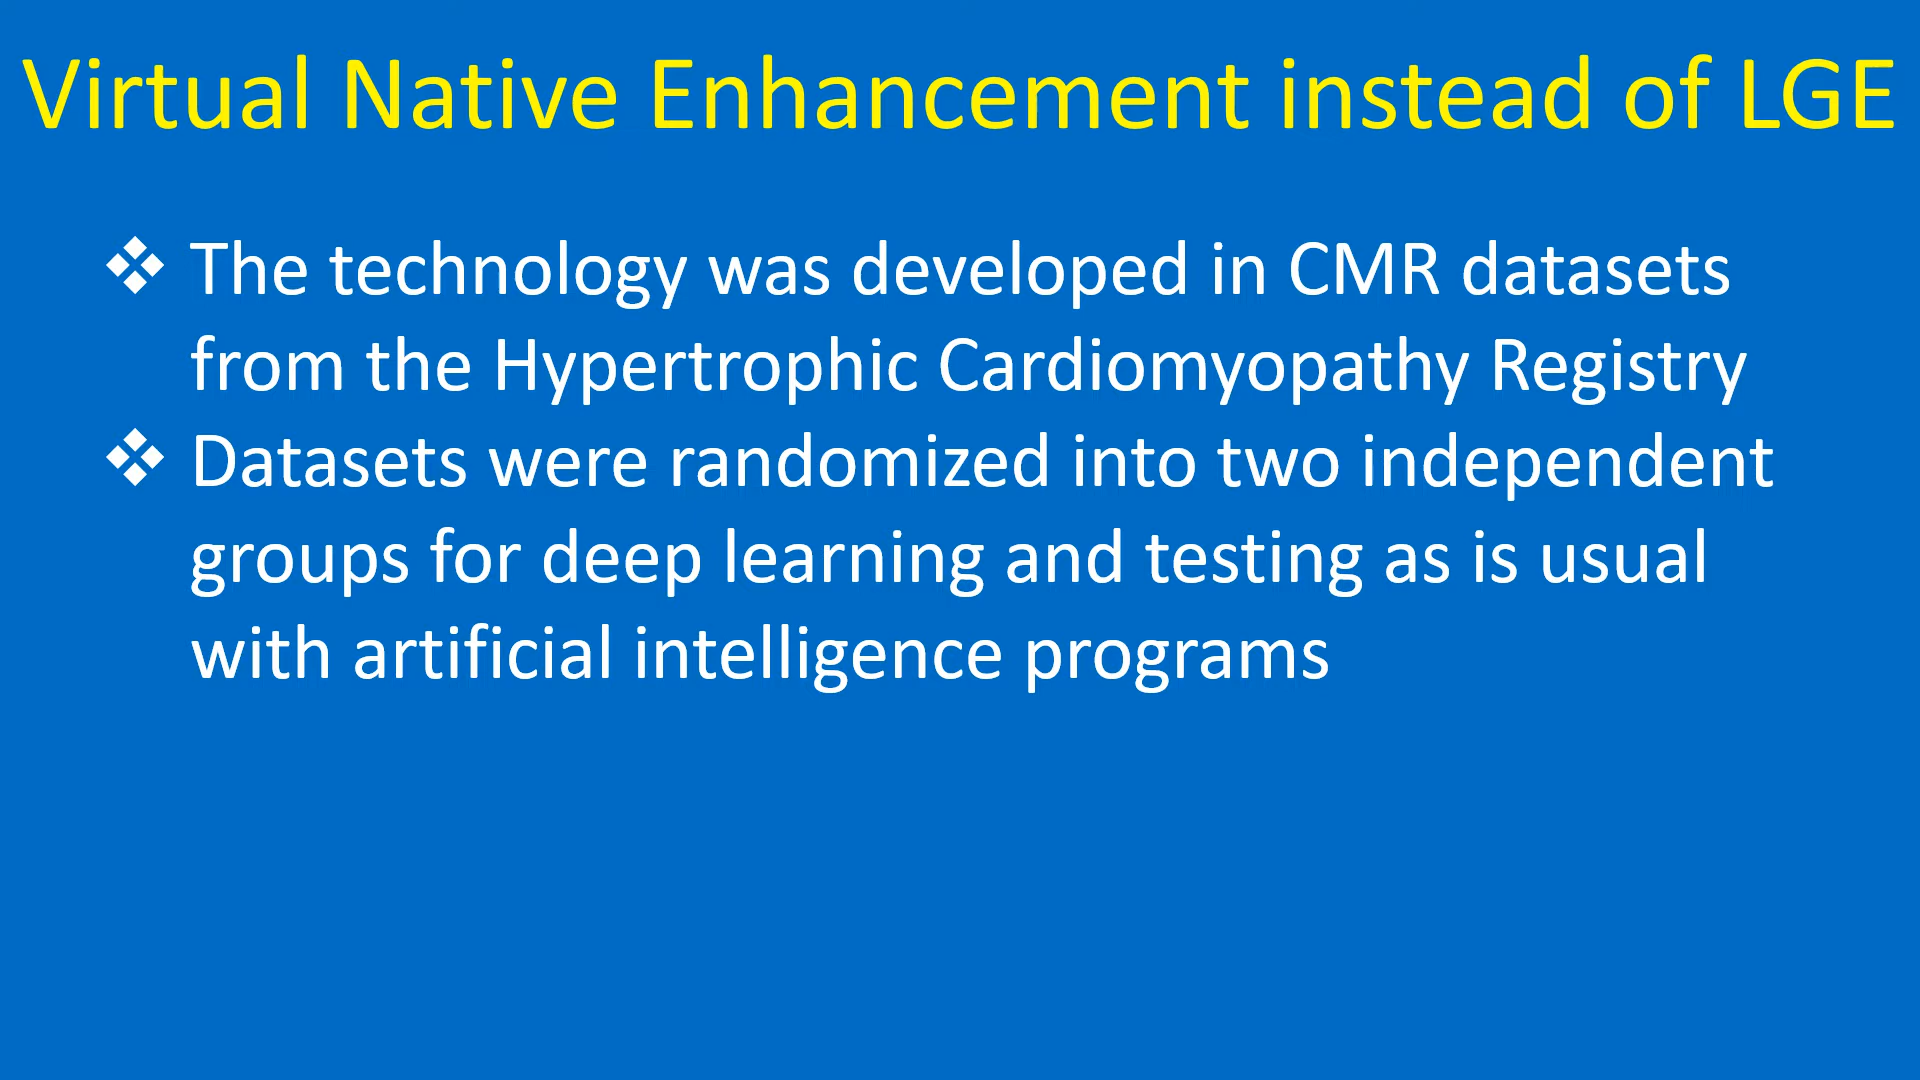 Virtual Native Enhancement instead of LGE
❖ The technology was developed in CMR datasets
from the Hypertrophic Cardiomyopathy Registry
❖ Datasets were randomized into two independent
groups for deep learning and testing as is usual
with artificial intelligence programs